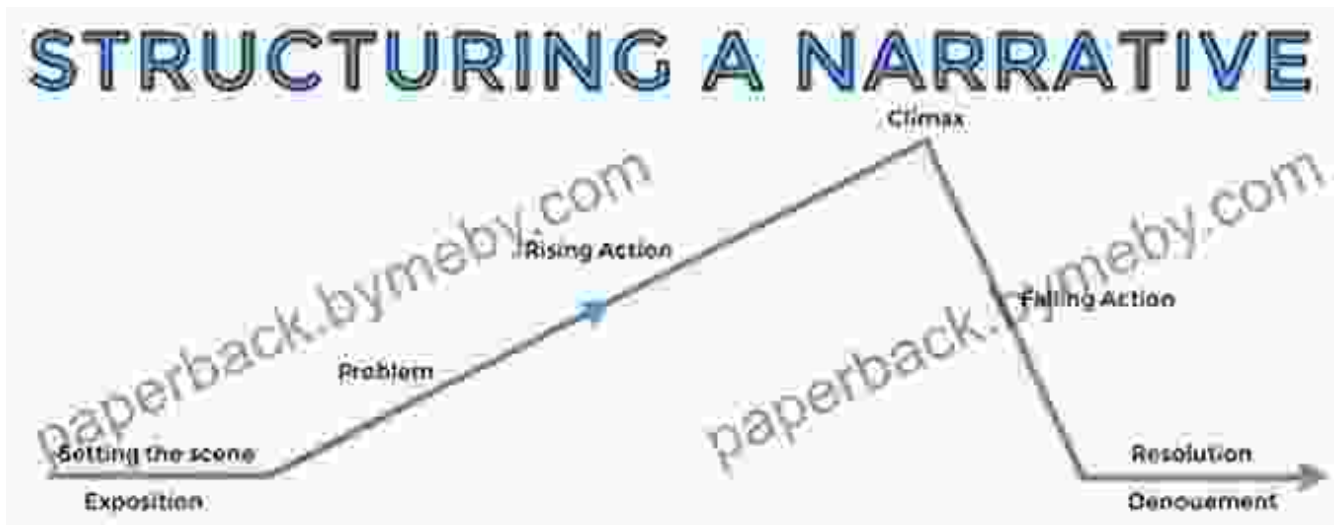 STRUCTURING A NARRATIVE
Climax
paperback.bymeby.com
paperback.bymeby.com
Rising Action
Falling Action
Problem
Setting the scene
Resolution
Exposition
Denouement